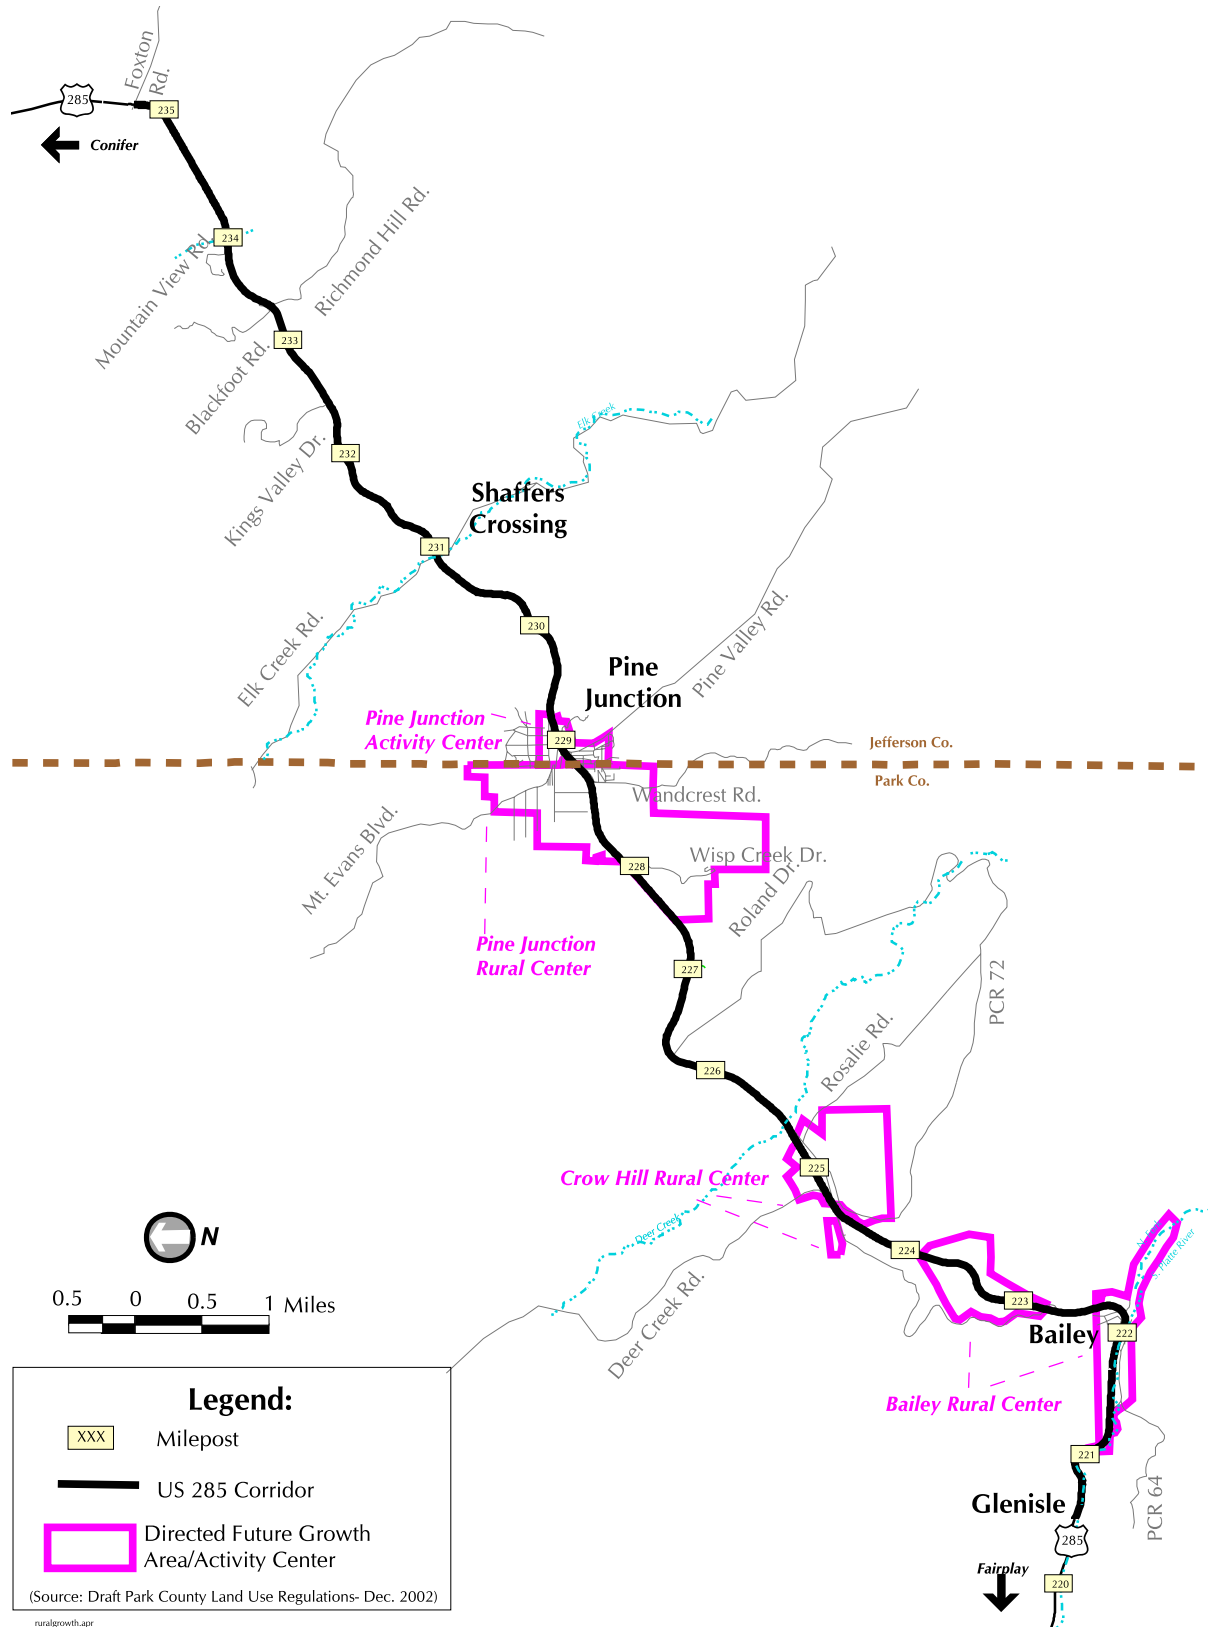 Foxton
Rd.
285
235
Conifer
Richmond Hill Rd.
234
Mountain View Rd.
233
Blackfoot Rd.
Elk Creek
232
Kings Valley Dr.
Shaffers
Crossing
231
Elk Creek Rd.
230
Pine Valley Rd.
Pine
Junction
Pine Junction
Activity Center
229
Jefferson Co.
Park Co.
Wandcrest Rd.
Mt. Evans Blvd.
Wisp Creek Dr.
228
Roland Dr.
Pine Junction
Rural Center
227
PCR 72
Rosalie Rd.
226
225
Crow Hill Rural Center
Deer Creek
N
224
N. Fork
S. Platte River
Deer Creek Rd.
223
0.5 0 0.5 1 Miles
Bailey
222
Bailey Rural Center
Legend:
XXX Milepost
US 285 Corridor
Directed Future Growth
Area/Activity Center
(Source: Draft Park County Land Use Regulations- Dec. 2002)
221
PCR 64
Glenisle
285
Fairplay
220
ruralgrowth.apr